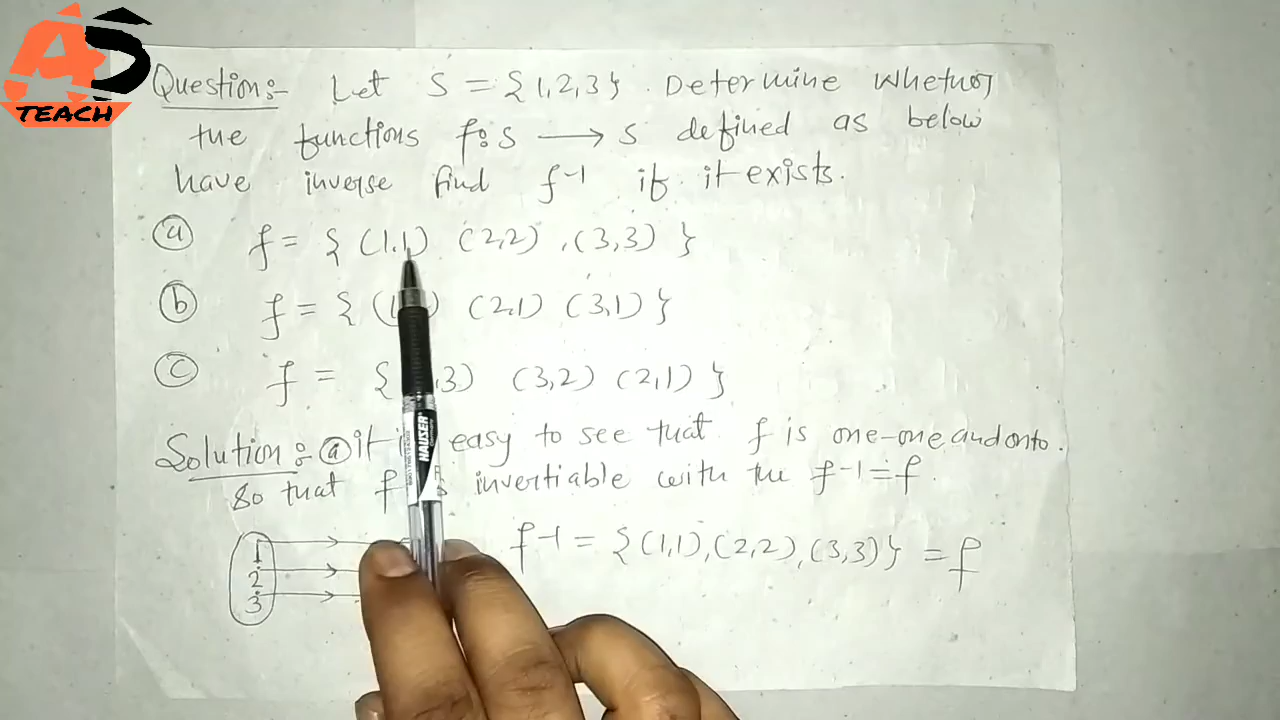 AS
TEACH
Question:- Let S = {1,2,3}. Determine Whether
the functions f:S → S defined as below
have inverse find f-1 if it exists.
(a) f = { (1.1) (2,2) , (3,3) }
(b) f = { (1 ) (2,1) (3,1) }
(c) f = { ,3) (3,2) (2,1) }
Solution:- (a) it easy to see that f is one-one and onto.
So that f invertiable with the f-1 = f.
1
2
3
f-1 = {(1,1), (2,2), (3,3)} = f
HAUSER